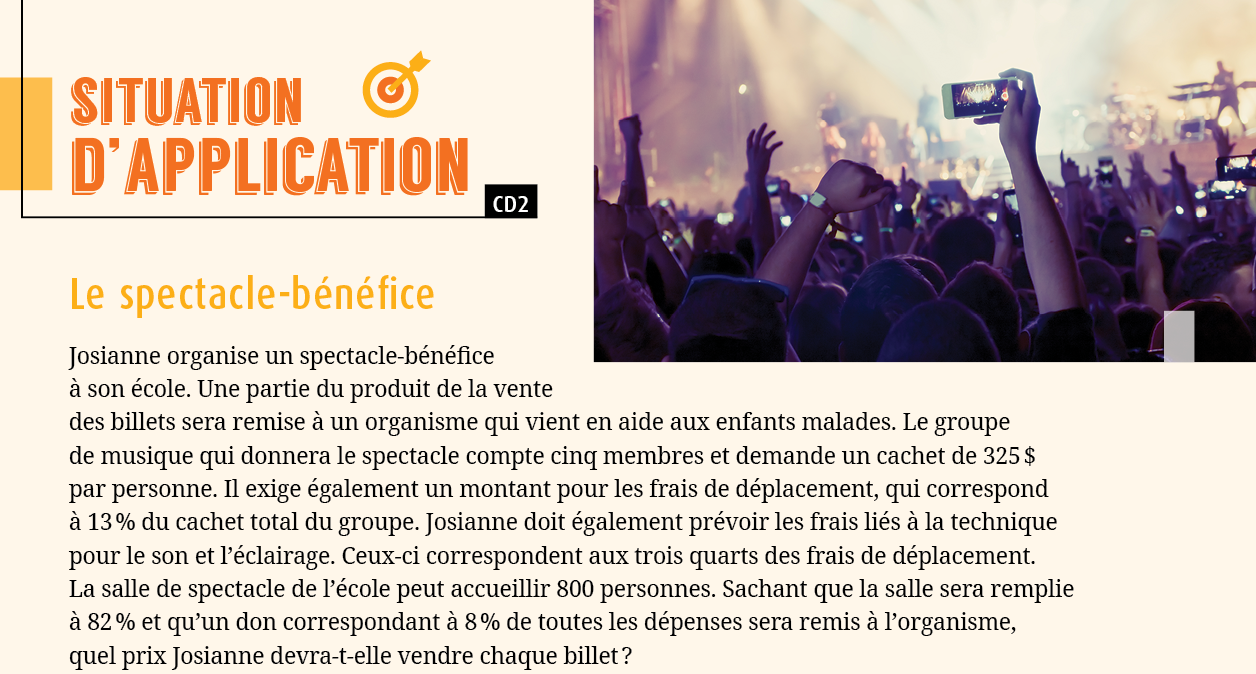 SITUATION
D'APPLICATION
CD2
Le spectacle-bénéfice
Josianne organise un spectacle-bénéfice
à son école. Une partie du produit de la vente
des billets sera remise à un organisme qui vient en aide aux enfants malades. Le groupe
de musique qui donnera le spectacle compte cinq membres et demande un cachet de 325 $
par personne. Il exige également un montant pour les frais de déplacement, qui correspond
à 13 % du cachet total du groupe. Josianne doit également prévoir les frais liés à la technique
pour le son et l’éclairage. Ceux-ci correspondent aux trois quarts des frais de déplacement.
La salle de spectacle de l’école peut accueillir 800 personnes. Sachant que la salle sera remplie
à 82 % et qu’un don correspondant à 8 % de toutes les dépenses sera remis à l’organisme,
quel prix Josianne devra-t-elle vendre chaque billet ?